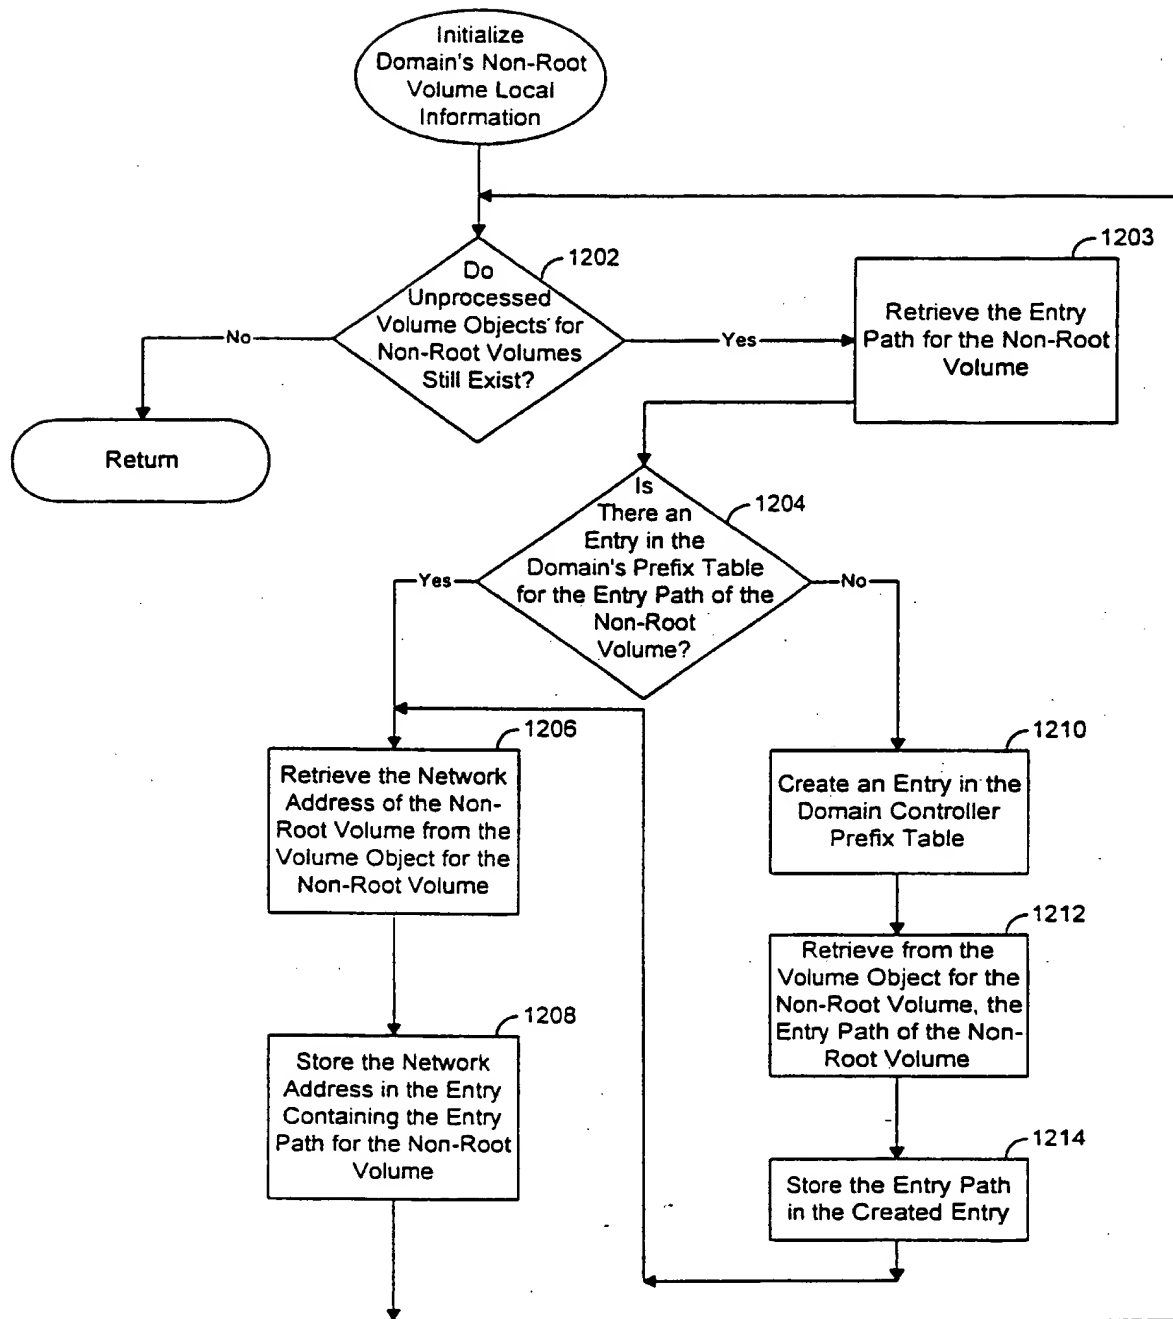 Initialize
Domain's Non-Root
Volume Local
Information
1202
Do
Unprocessed
Volume Objects for
Non-Root Volumes
Still Exist?
No
Yes
1203
Retrieve the Entry
Path for the Non-Root
Volume
Return
1204
Is
There an
Entry in the
Domain's Prefix Table
for the Entry Path of the
Non-Root
Volume?
Yes
No
1206
Retrieve the Network
Address of the Non-
Root Volume from the
Volume Object for the
Non-Root Volume
1210
Create an Entry in the
Domain Controller
Prefix Table
1212
Retrieve from the
Volume Object for the
Non-Root Volume, the
Entry Path of the Non-
Root Volume
1208
Store the Network
Address in the Entry
Containing the Entry
Path for the Non-Root
Volume
1214
Store the Entry Path
in the Created Entry